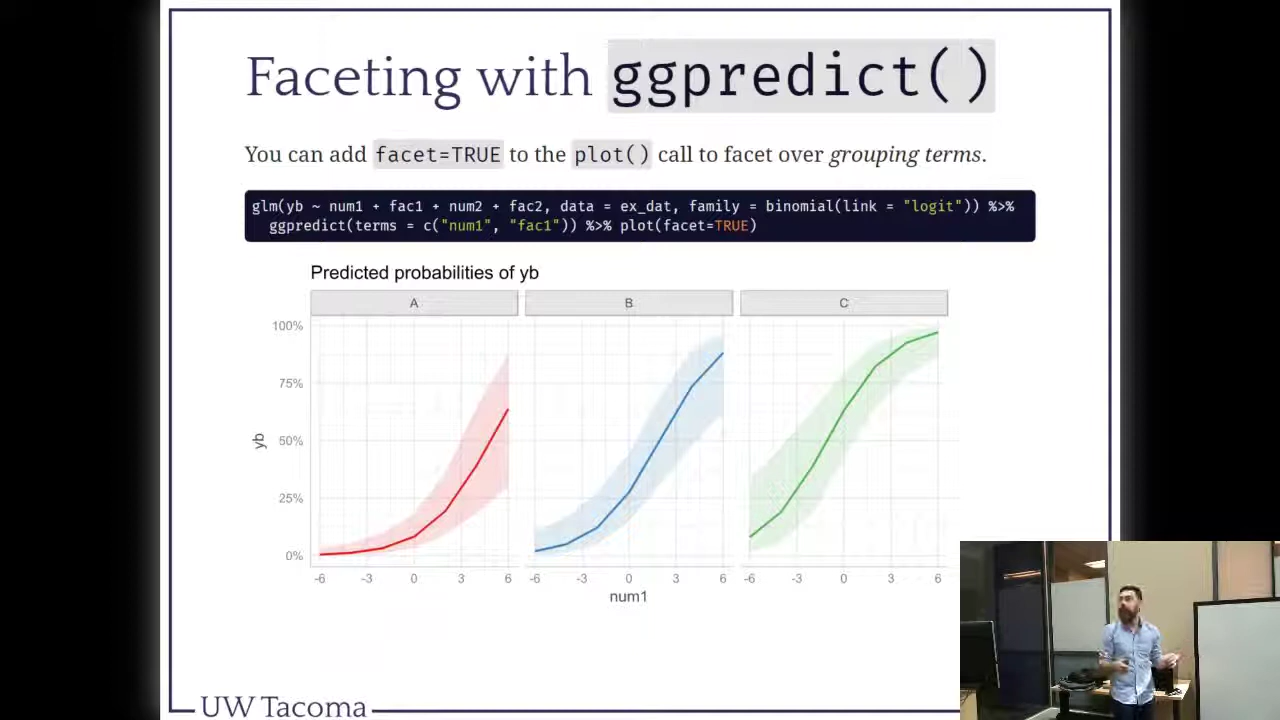 Faceting with ggpredict()
You can add facet=TRUE to the plot() call to facet over grouping terms.
glm(yb ~ num1 + fac1 + num2 + fac2, data = ex_dat, family = binomial(link = "logit")) %>%
ggpredict(terms = c("num1", "fac1")) %>% plot(facet=TRUE)
Predicted probabilities of yb
A B C
100%
75%
50%
25%
0%
yb
-6 -3 0 3 6 -6 -3 0 3 6 -6 -3 0 3 6
num1
UW Tacoma